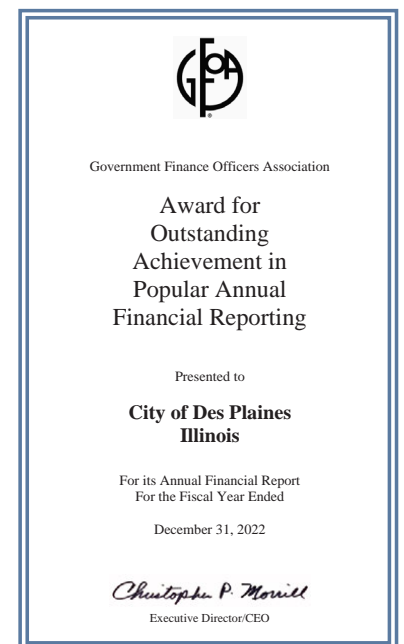 GFOA
Government Finance Officers Association
Award for
Outstanding
Achievement in
Popular Annual
Financial Reporting
Presented to
City of Des Plaines
Illinois
For its Annual Financial Report
For the Fiscal Year Ended
December 31, 2022
Christopher P. Morrill
Executive Director/CEO